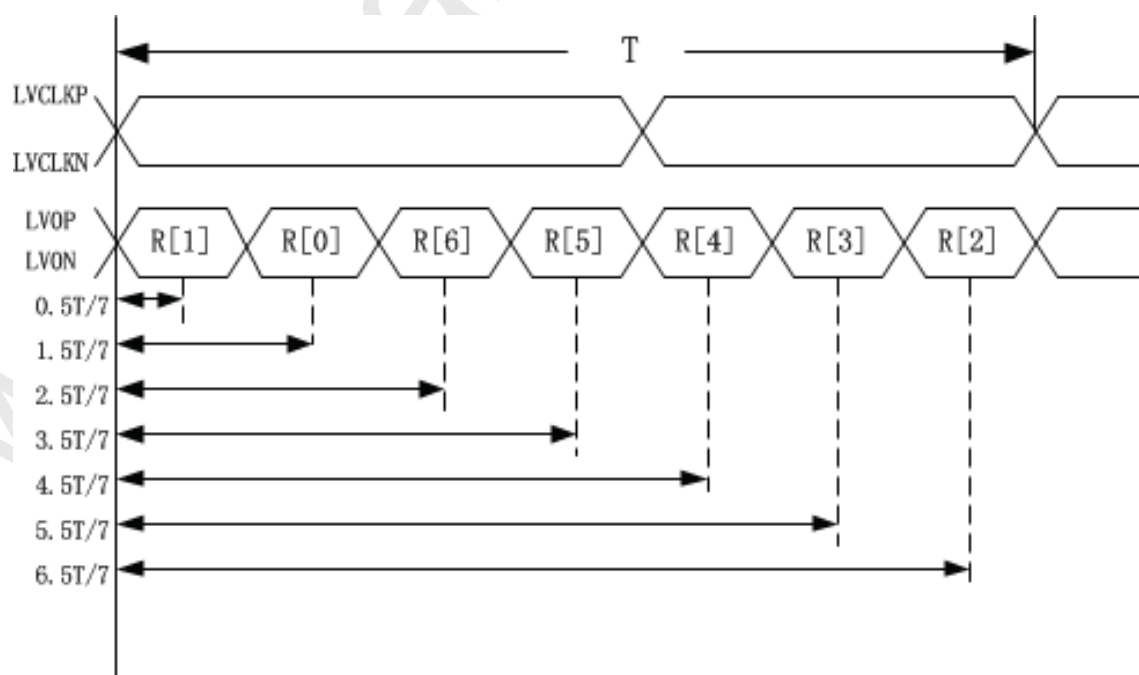 T
LVCLKP
LVCLKN
LVOP
LVON
R[1] R[0] R[6] R[5] R[4] R[3] R[2]
0.5T/7
1.5T/7
2.5T/7
3.5T/7
4.5T/7
5.5T/7
6.5T/7